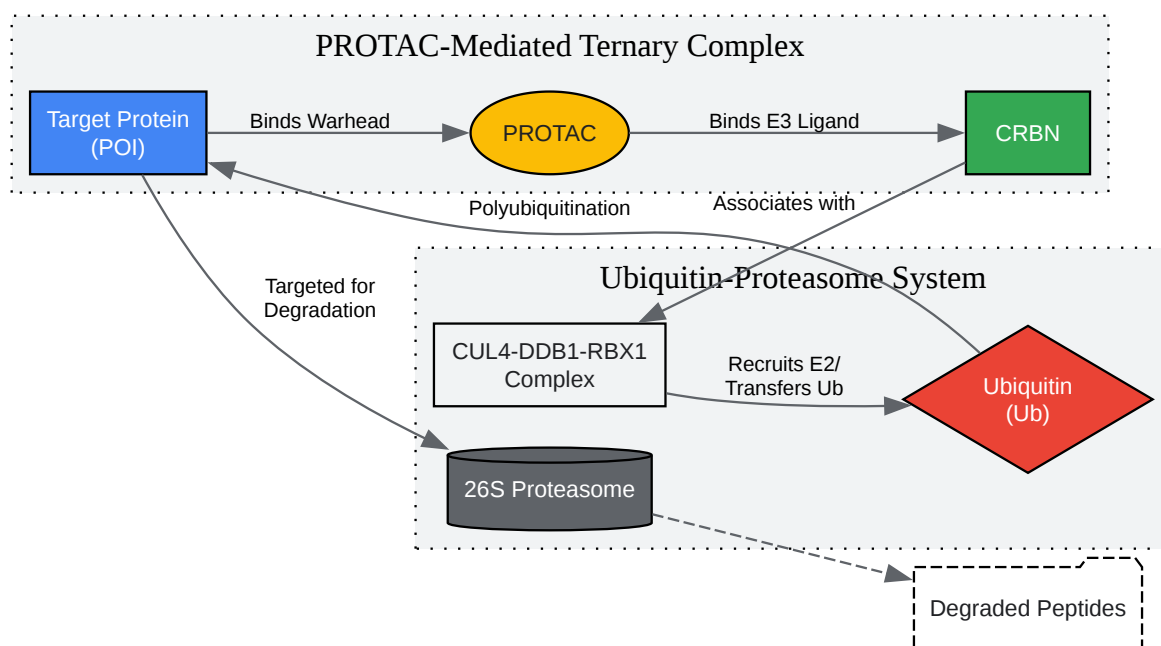 PROTAC-Mediated Ternary Complex
Target Protein
(POI)
Binds Warhead
PROTAC
Binds E3 Ligand
CRBN
Polyubiquitination
Associates with
Targeted for
Degradation
Ubiquitin-Proteasome System
CUL4-DDB1-RBX1
Complex
Recruits E2/
Transfers Ub
Ubiquitin
(Ub)
26S Proteasome
Degraded Peptides